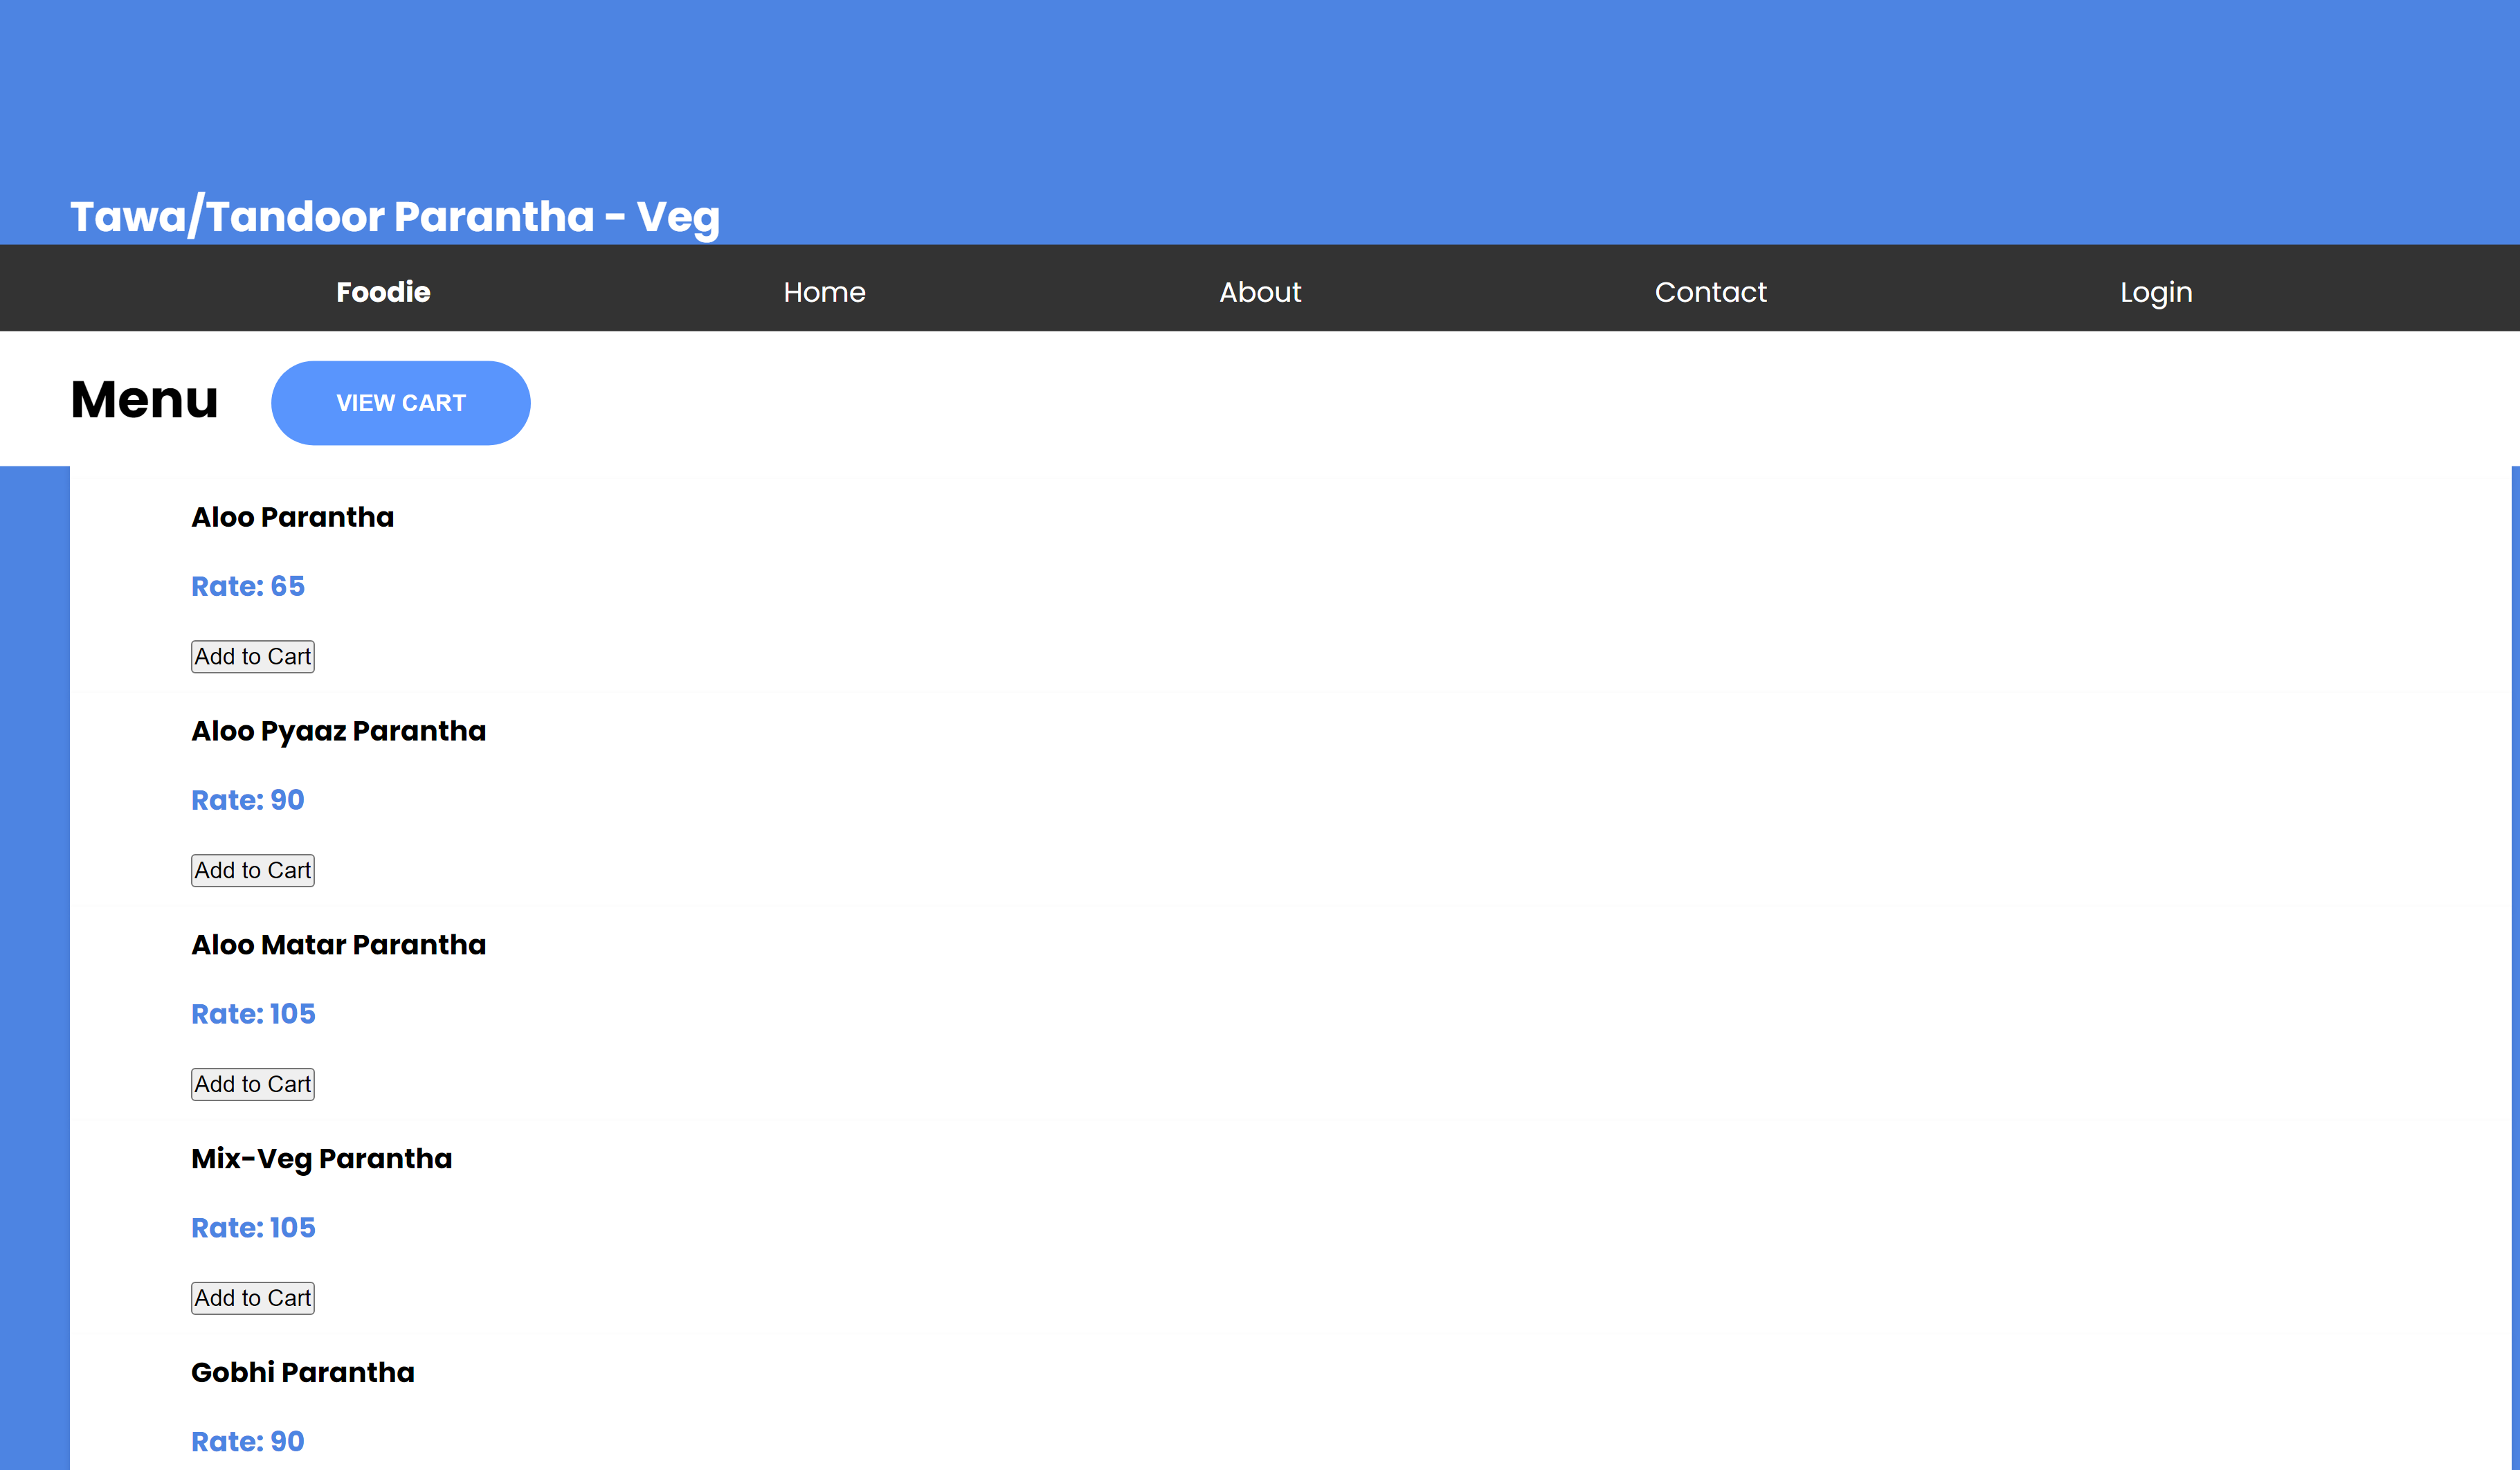 Tawa/Tandoor Parantha - Veg
Foodie Home About Contact Login
Menu VIEW CART
Aloo Parantha
Rate: 65
Add to Cart
Aloo Pyaaz Parantha
Rate: 90
Add to Cart
Aloo Matar Parantha
Rate: 105
Add to Cart
Mix-Veg Parantha
Rate: 105
Add to Cart
Gobhi Parantha
Rate: 90